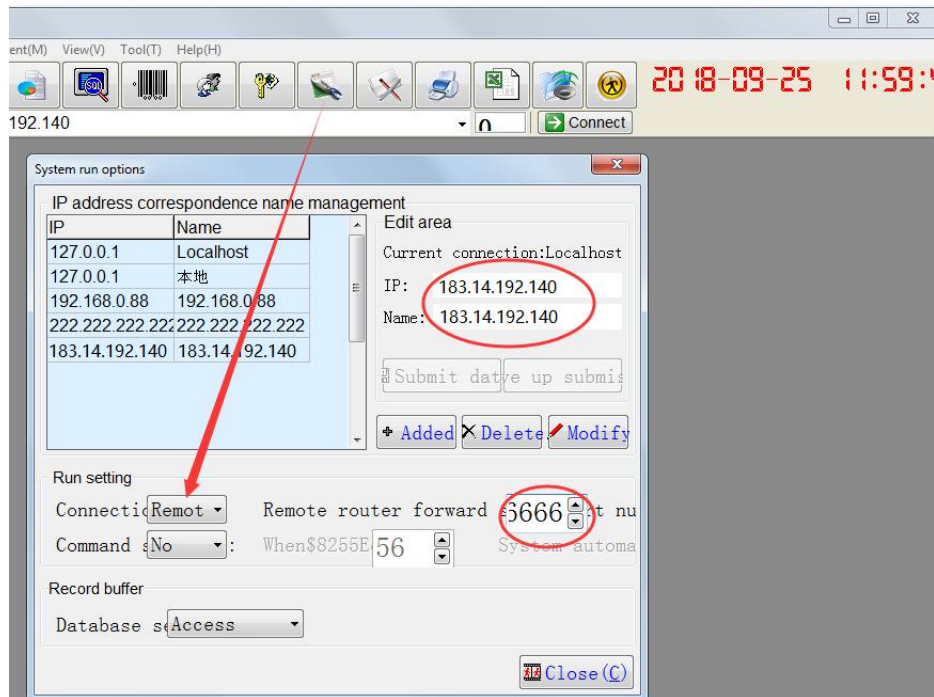 ent(M) View(V) Tool(T) Help(H)
SQL
2018-09-25 11:59:
192.140 0 Connect
System run options
IP address correspondence name management
IP Name
127.0.0.1 Localhost
127.0.0.1 本地
192.168.0.88 192.168.0.88
222.222.222.222 222.222.222.222
183.14.192.140 183.14.192.140
Edit area
Current connection:Localhost
IP: 183.14.192.140
Name: 183.14.192.140
Submit dat ve up submis
Added Delete Modify
Run setting
Connectio Remot Remote router forward 6666 t nu
Command s No : When$8255E 56 System automa
Record buffer
Database se Access
Close(C)